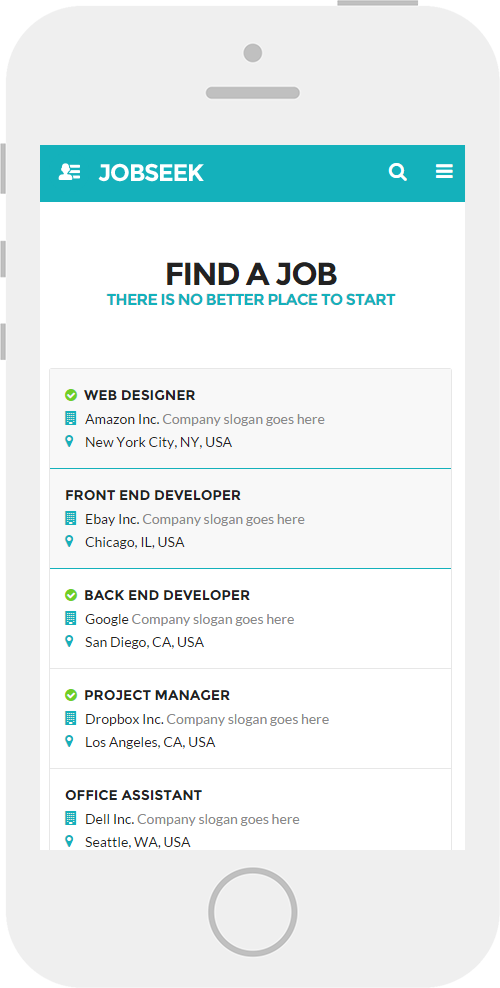 JOBSEEK
FIND A JOB
THERE IS NO BETTER PLACE TO START
WEB DESIGNER
Amazon Inc. Company slogan goes here
New York City, NY, USA
FRONT END DEVELOPER
Ebay Inc. Company slogan goes here
Chicago, IL, USA
BACK END DEVELOPER
Google Company slogan goes here
San Diego, CA, USA
PROJECT MANAGER
Dropbox Inc. Company slogan goes here
Los Angeles, CA, USA
OFFICE ASSISTANT
Dell Inc. Company slogan goes here
Seattle, WA, USA